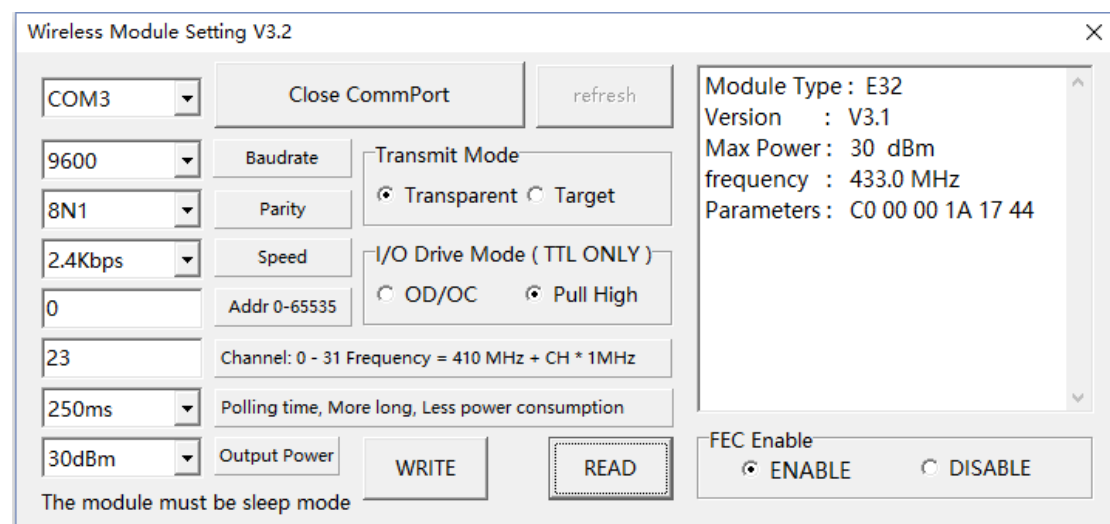 Wireless Module Setting V3.2
COM3
Close CommPort
refresh
9600
Baudrate
8N1
Parity
2.4Kbps
Speed
0
Addr 0-65535
23
Channel: 0 - 31 Frequency = 410 MHz + CH * 1MHz
250ms
Polling time, More long, Less power consumption
30dBm
Output Power
WRITE
READ
The module must be sleep mode
Transmit Mode
Transparent
Target
I/O Drive Mode ( TTL ONLY )
OD/OC
Pull High
Module Type : E32
Version : V3.1
Max Power : 30 dBm
frequency : 433.0 MHz
Parameters : C0 00 00 1A 17 44
FEC Enable
ENABLE
DISABLE